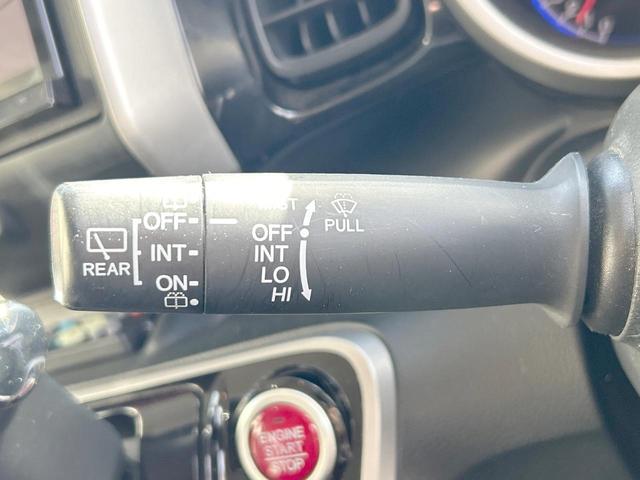 OFF
INT
ON
REAR
MIST
OFF
INT
LO
HI
PULL
ENGINE
START
STOP